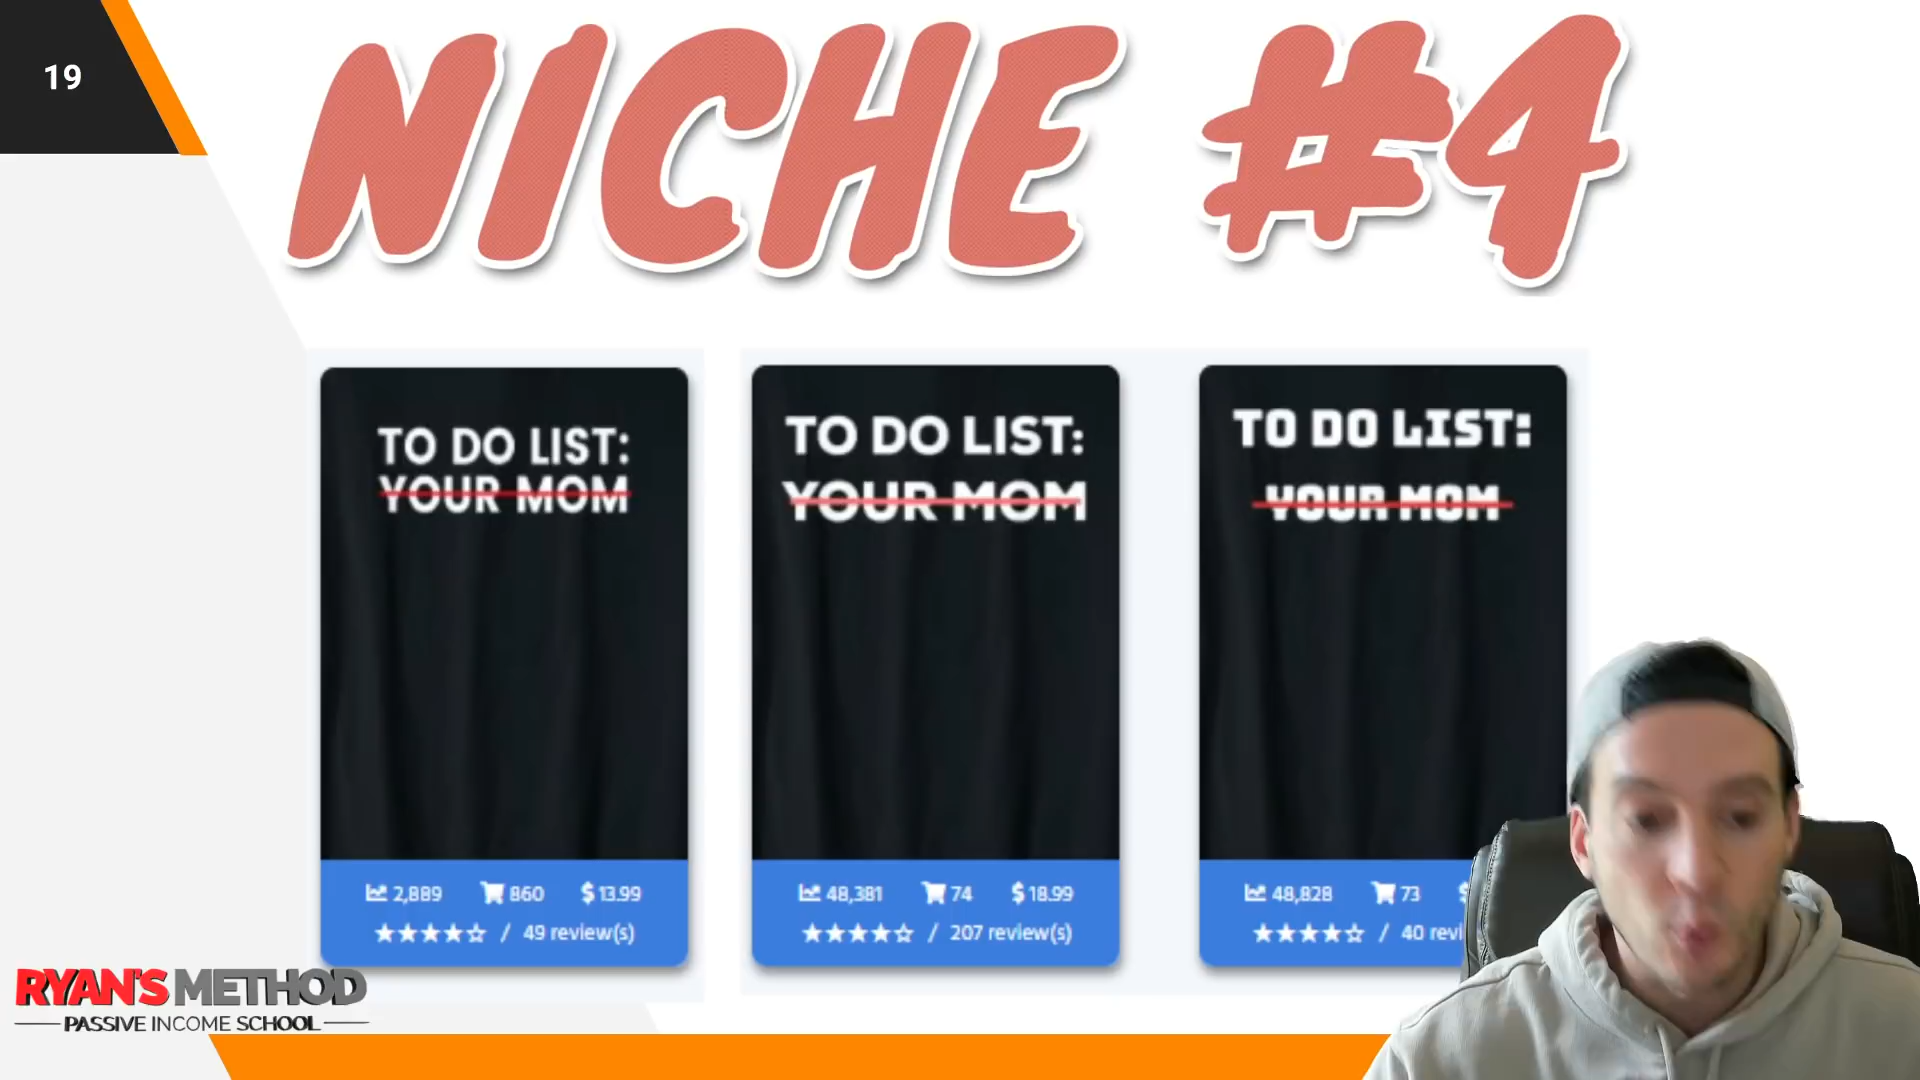 19
NICHE #4
TO DO LIST:
YOUR MOM
2,889 860 $13.99
/ 49 review(s)
TO DO LIST:
YOUR MOM
48,381 74 $18.99
/ 207 review(s)
TO DO LIST:
YOUR MOM
48,828 73 $
/ 40 revi
RYAN'S METHOD
PASSIVE INCOME SCHOOL